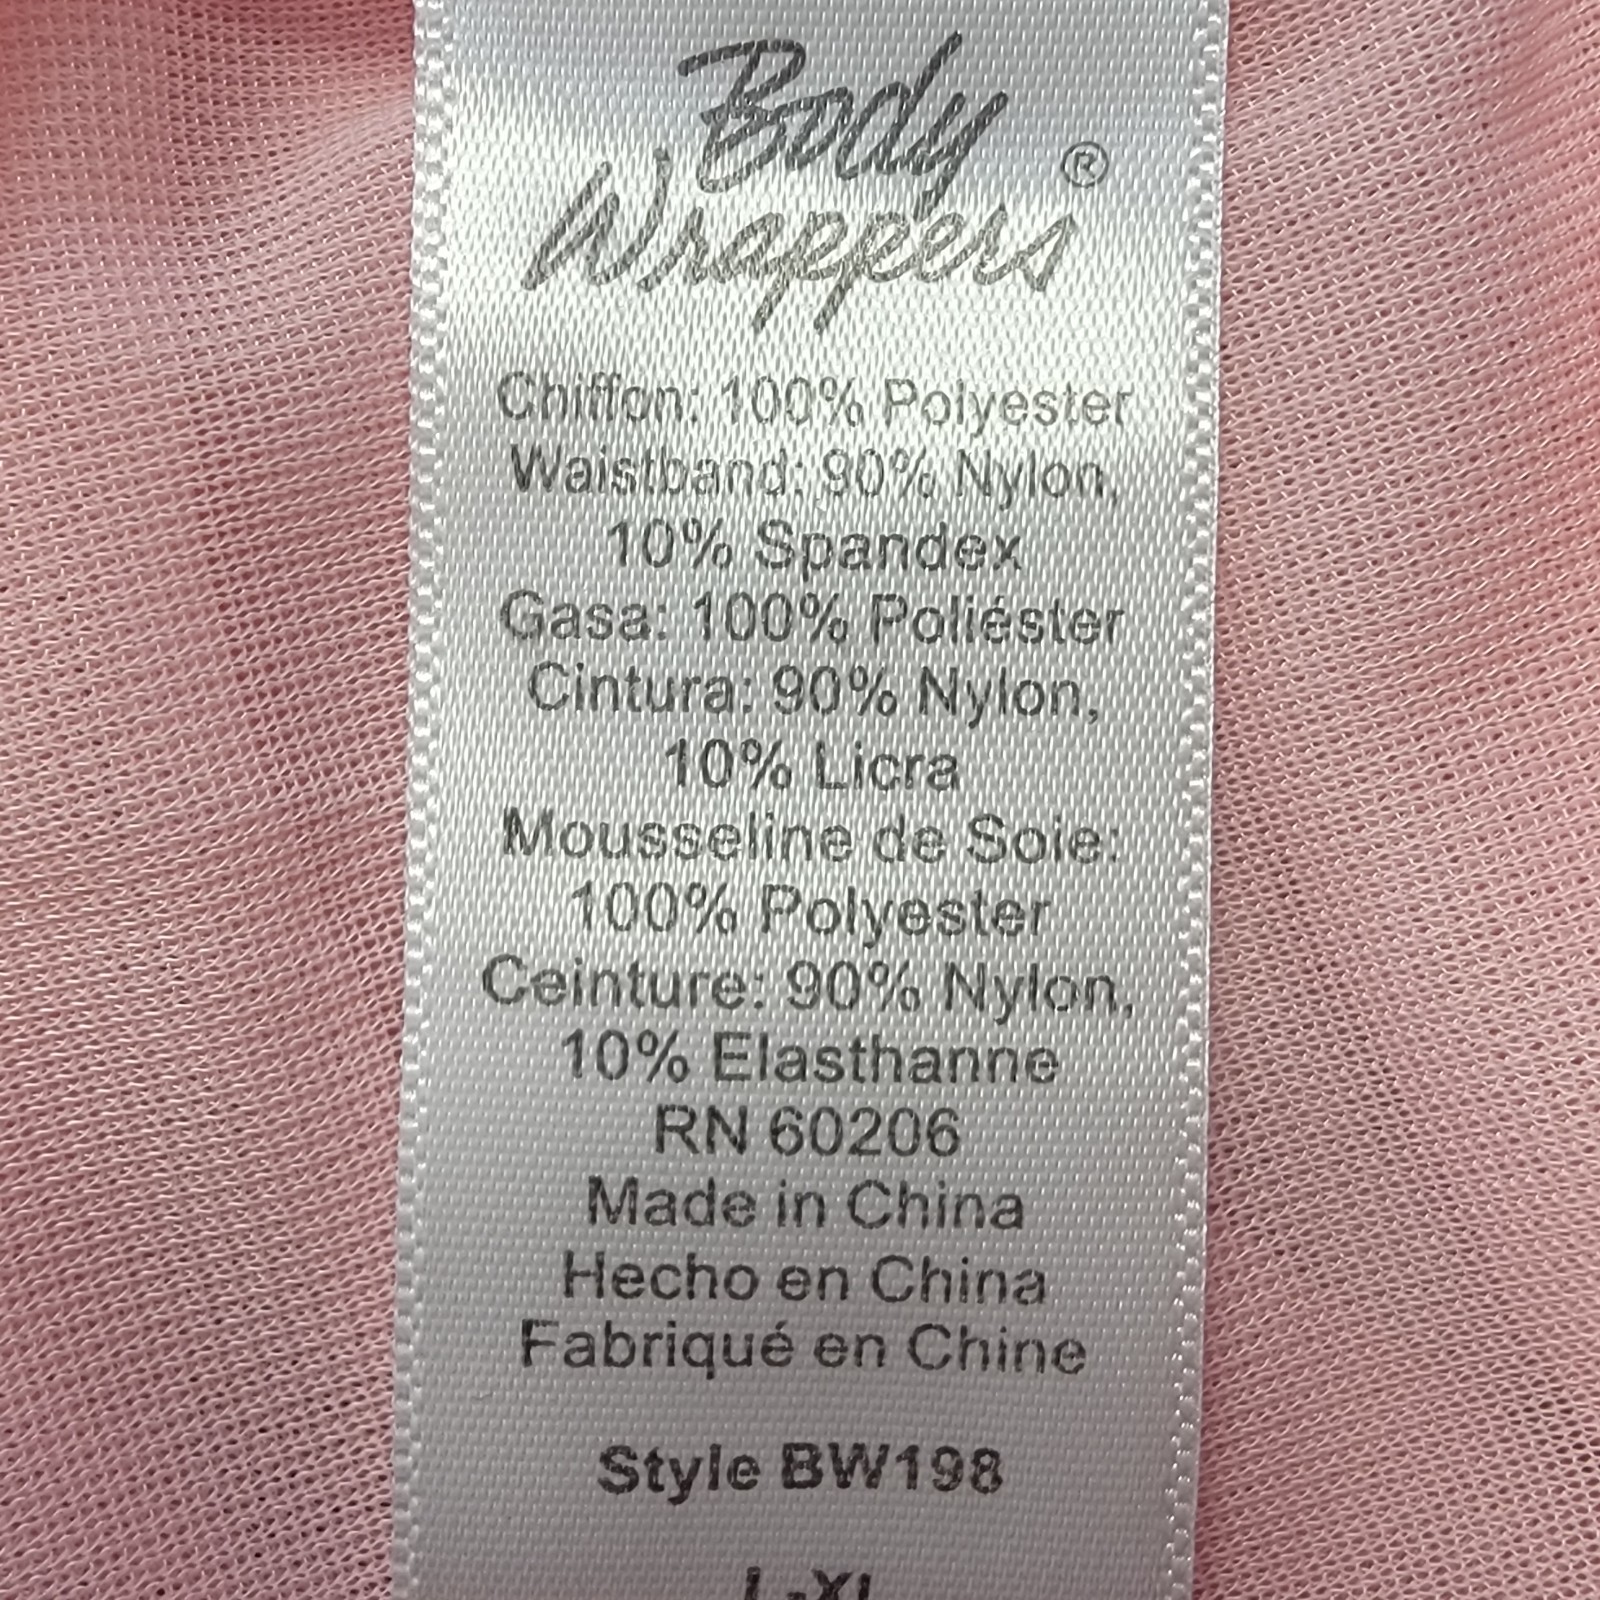 Body ®
Wrappers
Chiffon: 100% Polyester
Waistband: 90% Nylon,
10% Spandex
Gasa: 100% Poliéster
Cintura: 90% Nylon,
10% Licra
Mousseline de Soie:
100% Polyester
Ceinture: 90% Nylon,
10% Elasthanne
RN 60206
Made in China
Hecho en China
Fabriqué en Chine
Style BW198
L-XL